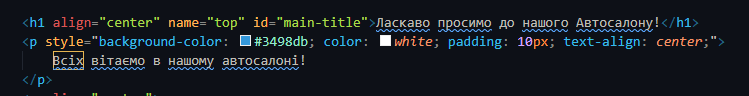 <h1 align="center" name="top" id="main-title">Ласкаво просимо до нашого Автосалону!</h1>
<p style="background-color: #3498db; color: white; padding: 10px; text-align: center;">
Всіх вітаємо в нашому автосалоні!
</p>